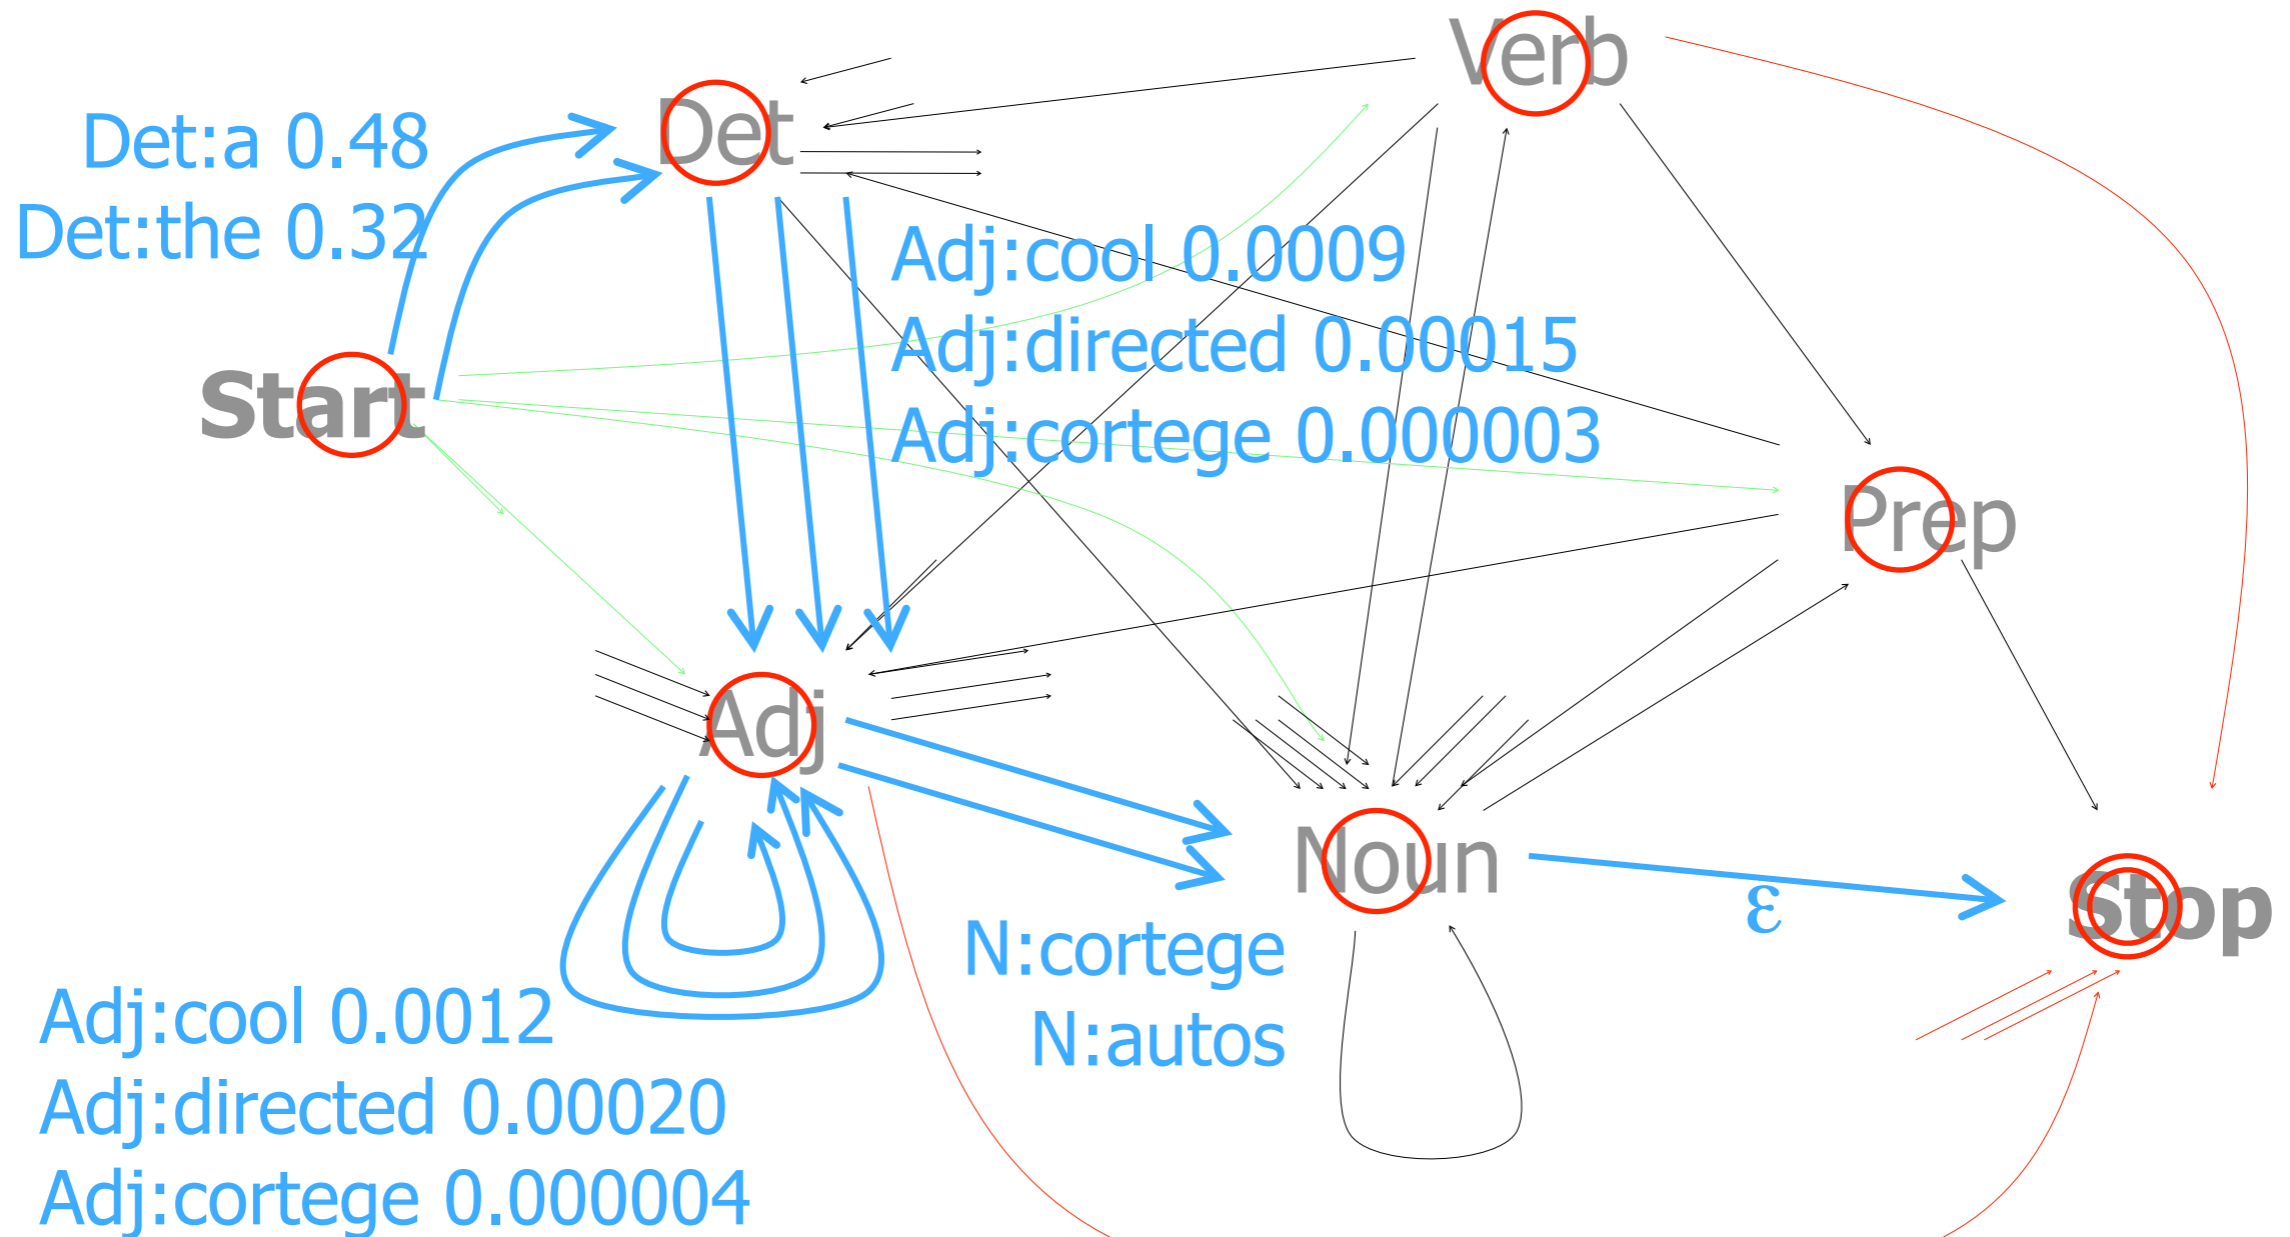 Verb
Det
Det:a 0.48
Det:the 0.32
Adj:cool 0.0009
Adj:directed 0.00015
Adj:cortege 0.000003
Start
Prep
Adj
Noun
ε
Stop
N:cortege
N:autos
Adj:cool 0.0012
Adj:directed 0.00020
Adj:cortege 0.000004